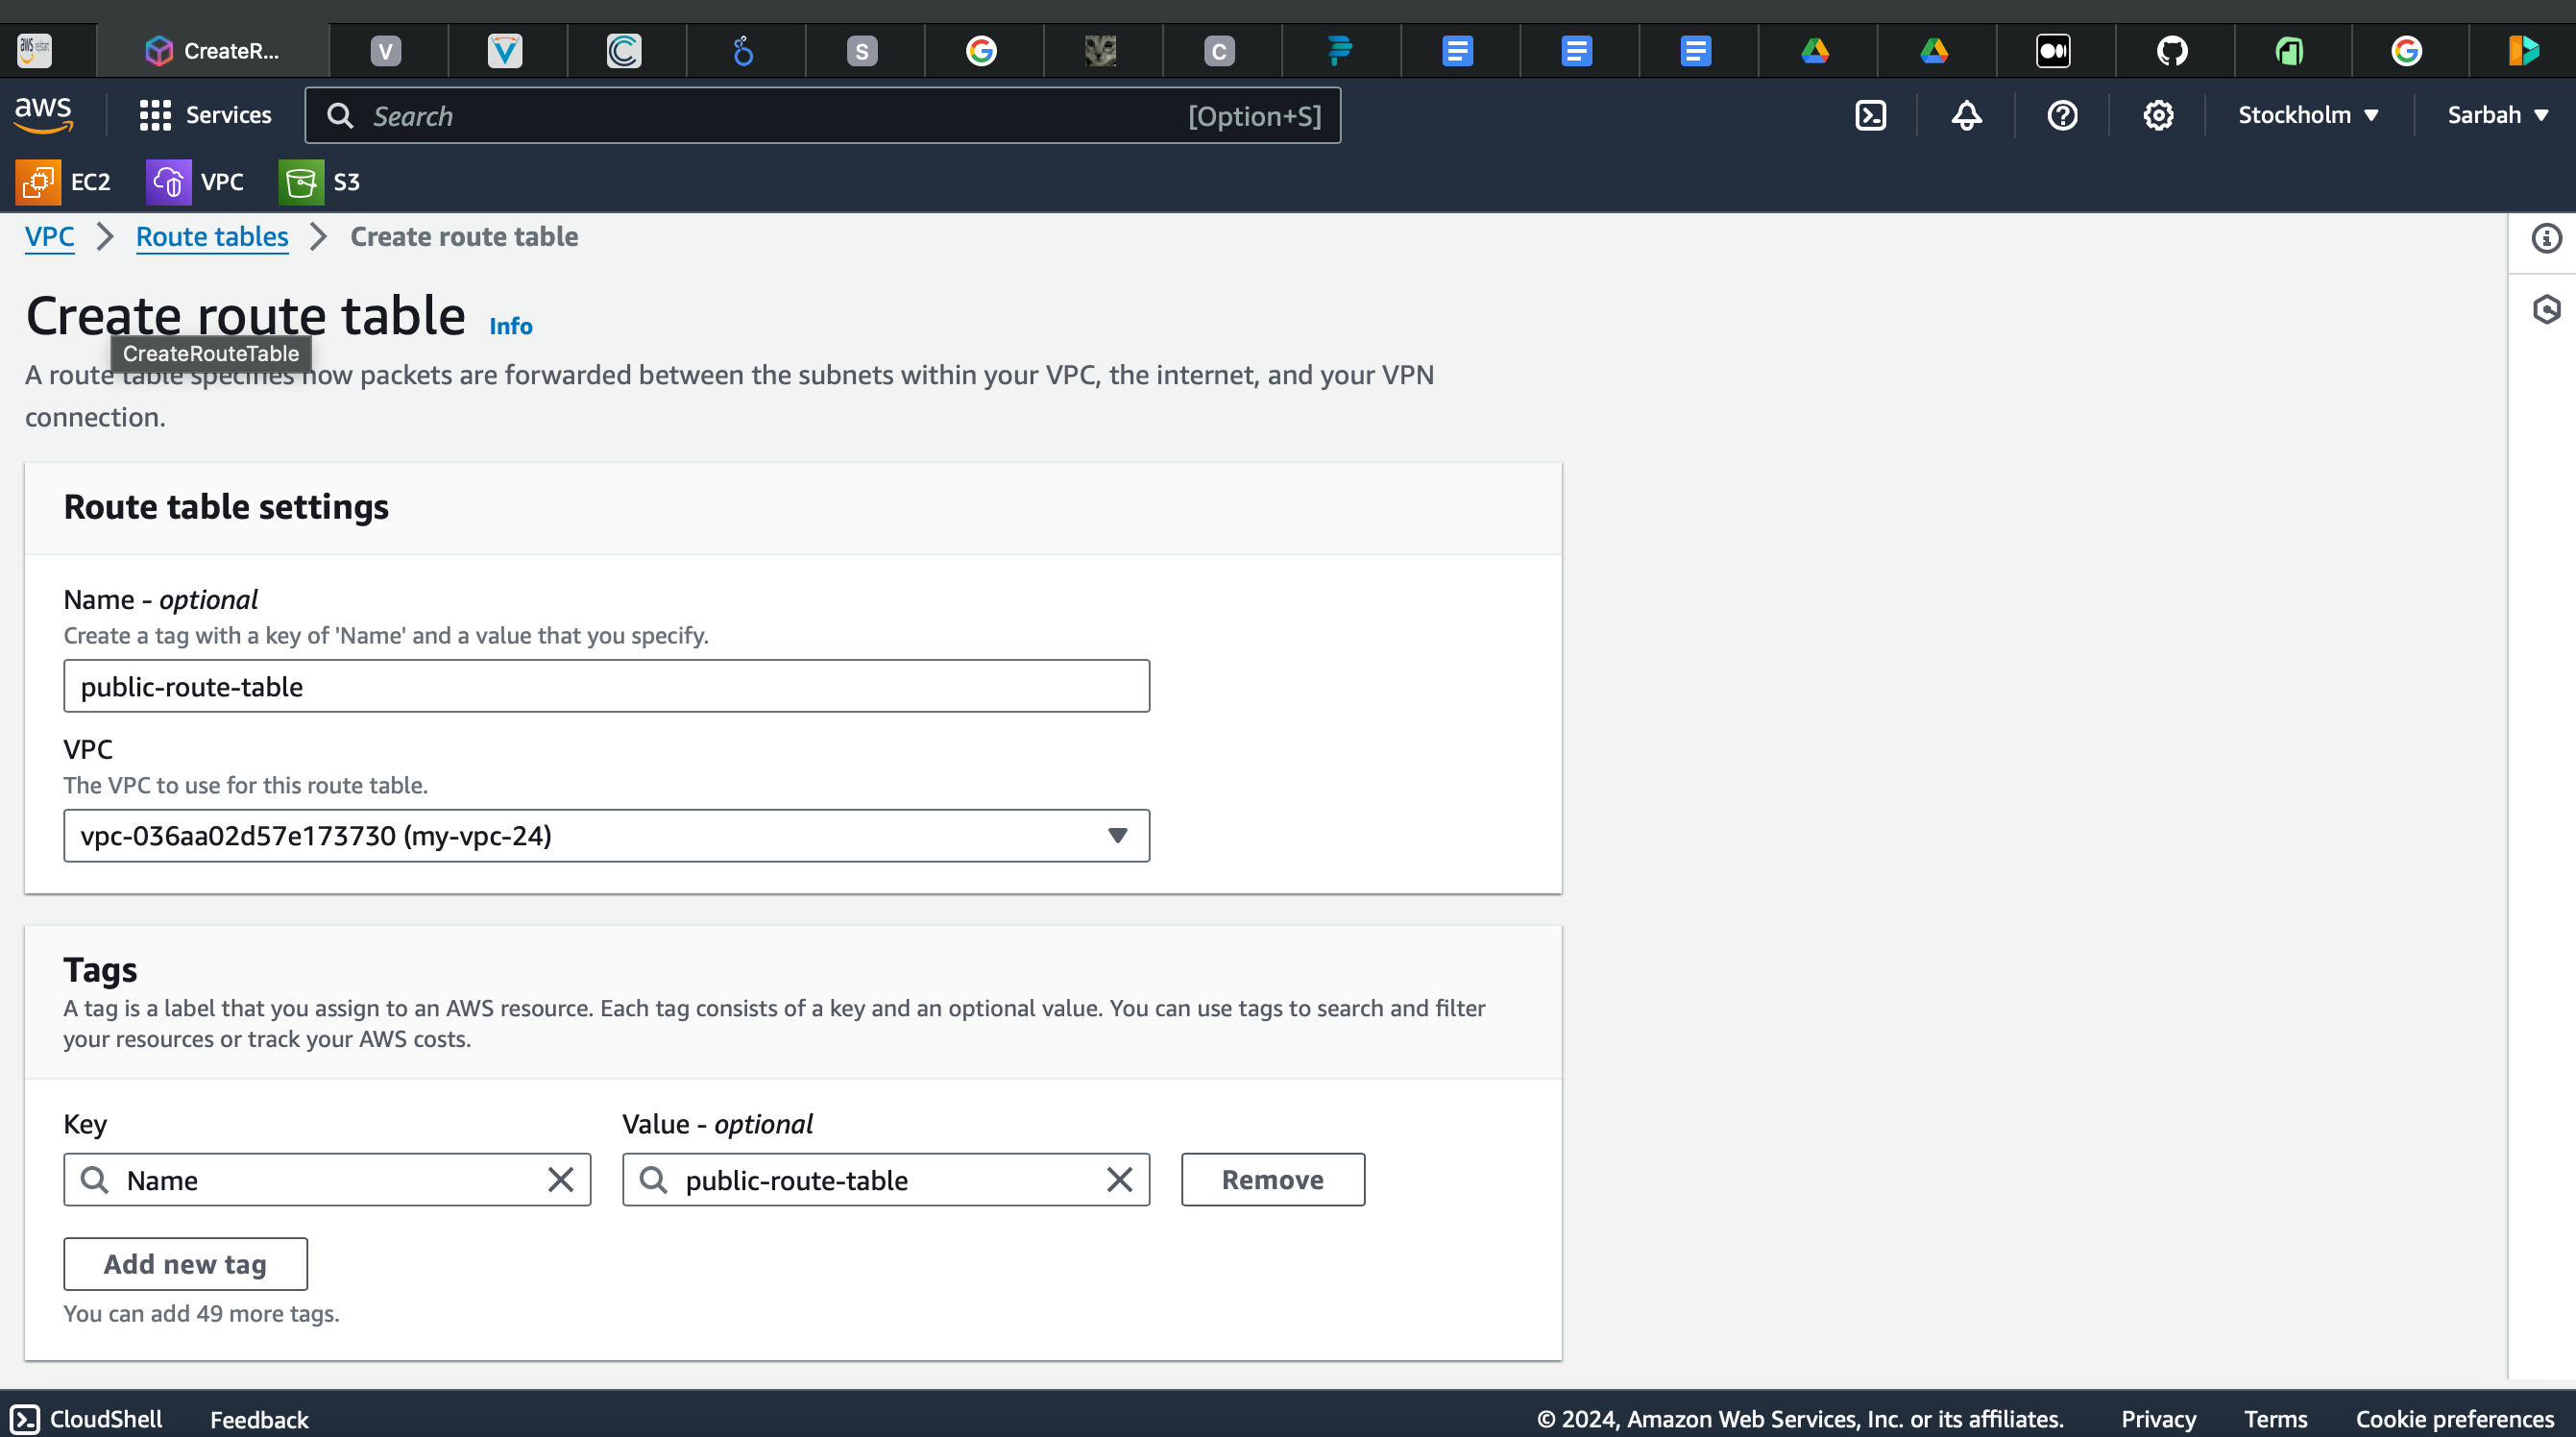 CreateR...
V
S
C
aws
Services
Search
[Option+S]
Stockholm
Sarbah
EC2
VPC
S3
VPC
Route tables
Create route table
Create route table
Info
CreateRouteTable
A route table specifies how packets are forwarded between the subnets within your VPC, the internet, and your VPN
connection.
Route table settings
Name - optional
Create a tag with a key of 'Name' and a value that you specify.
public-route-table
VPC
The VPC to use for this route table.
vpc-036aa02d57e173730 (my-vpc-24)
Tags
A tag is a label that you assign to an AWS resource. Each tag consists of a key and an optional value. You can use tags to search and filter
your resources or track your AWS costs.
Key
Value - optional
Name
public-route-table
Remove
Add new tag
You can add 49 more tags.
CloudShell
Feedback
© 2024, Amazon Web Services, Inc. or its affiliates.
Privacy
Terms
Cookie preferences